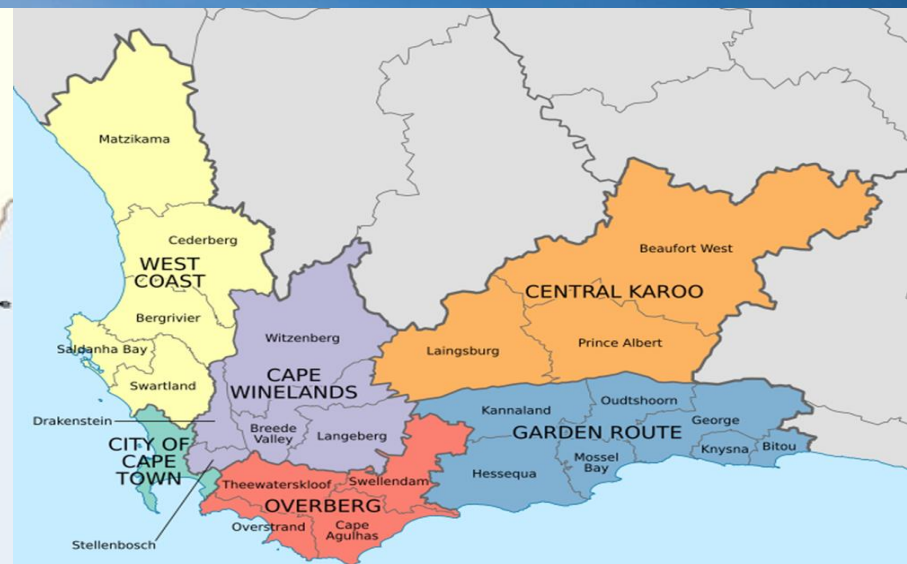 Matzikama
Cederberg
WEST
COAST
Bergrivier
Saldanha Bay
Swartland
Drakenstein
CITY OF
CAPE
TOWN
Stellenbosch
Witzenberg
CAPE
WINELANDS
Breede
Valley
Langeberg
Theewaterskloof
Swellendam
OVERBERG
Overstrand
Cape
Agulhas
Beaufort West
CENTRAL KAROO
Laingsburg
Prince Albert
Kannaland
Oudtshoorn
George
GARDEN ROUTE
Hessequa
Mossel
Bay
Knysna
Bitou